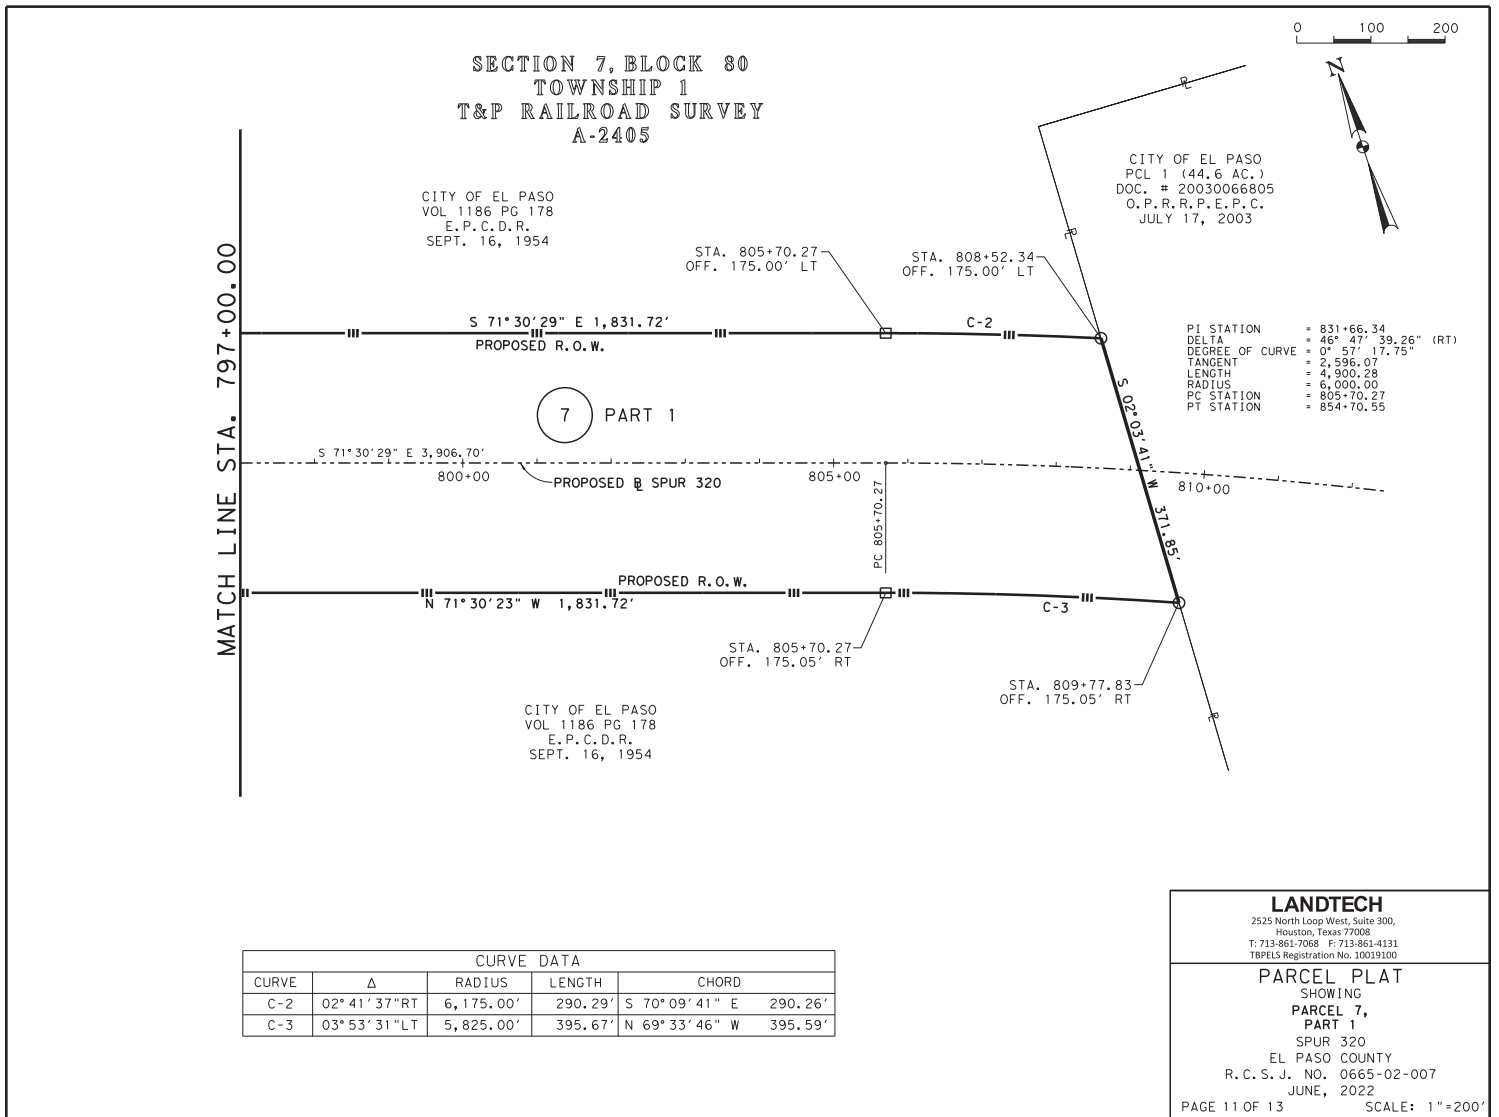 0 100 200
N
SECTION 7, BLOCK 80
TOWNSHIP 1
T&P RAILROAD SURVEY
A-2405
CITY OF EL PASO
PCL 1 (44.6 AC.)
DOC. # 20030066805
O.P.R.R.P.E.P.C.
JULY 17, 2003
CITY OF EL PASO
VOL 1186 PG 178
E.P.C.D.R.
SEPT. 16, 1954
STA. 805+70.27
OFF. 175.00' LT
STA. 808+52.34
OFF. 175.00' LT
MATCH LINE STA. 797+00.00
S 71°30'29" E 1,831.72'
PROPOSED R.O.W.
C-2
PI STATION = 831+66.34
DELTA = 46° 47' 39.26" (RT)
DEGREE OF CURVE = 0° 57' 17.75"
TANGENT = 2,596.07
LENGTH = 4,900.28
RADIUS = 6,000.00
PC STATION = 805+70.27
PT STATION = 854+70.55
7 PART 1
S 02°03'41" W 371.85'
S 71°30'29" E 3,906.70'
800+00
PROPOSED ℄ SPUR 320
805+00
810+00
PC 805+70.27
PROPOSED R.O.W.
N 71°30'23" W 1,831.72'
C-3
STA. 805+70.27
OFF. 175.05' RT
STA. 809+77.83
OFF. 175.05' RT
CITY OF EL PASO
VOL 1186 PG 178
E.P.C.D.R.
SEPT. 16, 1954
CURVE DATA
CURVE Δ RADIUS LENGTH CHORD
C-2 02°41'37"RT 6,175.00' 290.29' S 70°09'41" E 290.26'
C-3 03°53'31"LT 5,825.00' 395.67' N 69°33'46" W 395.59'
LANDTECH
2525 North Loop West, Suite 300,
Houston, Texas 77008
T: 713-861-7068 F: 713-861-4131
TBPELS Registration No. 10019100
PARCEL PLAT
SHOWING
PARCEL 7,
PART 1
SPUR 320
EL PASO COUNTY
R.C.S.J. NO. 0665-02-007
JUNE, 2022
PAGE 11 OF 13 SCALE: 1"=200'